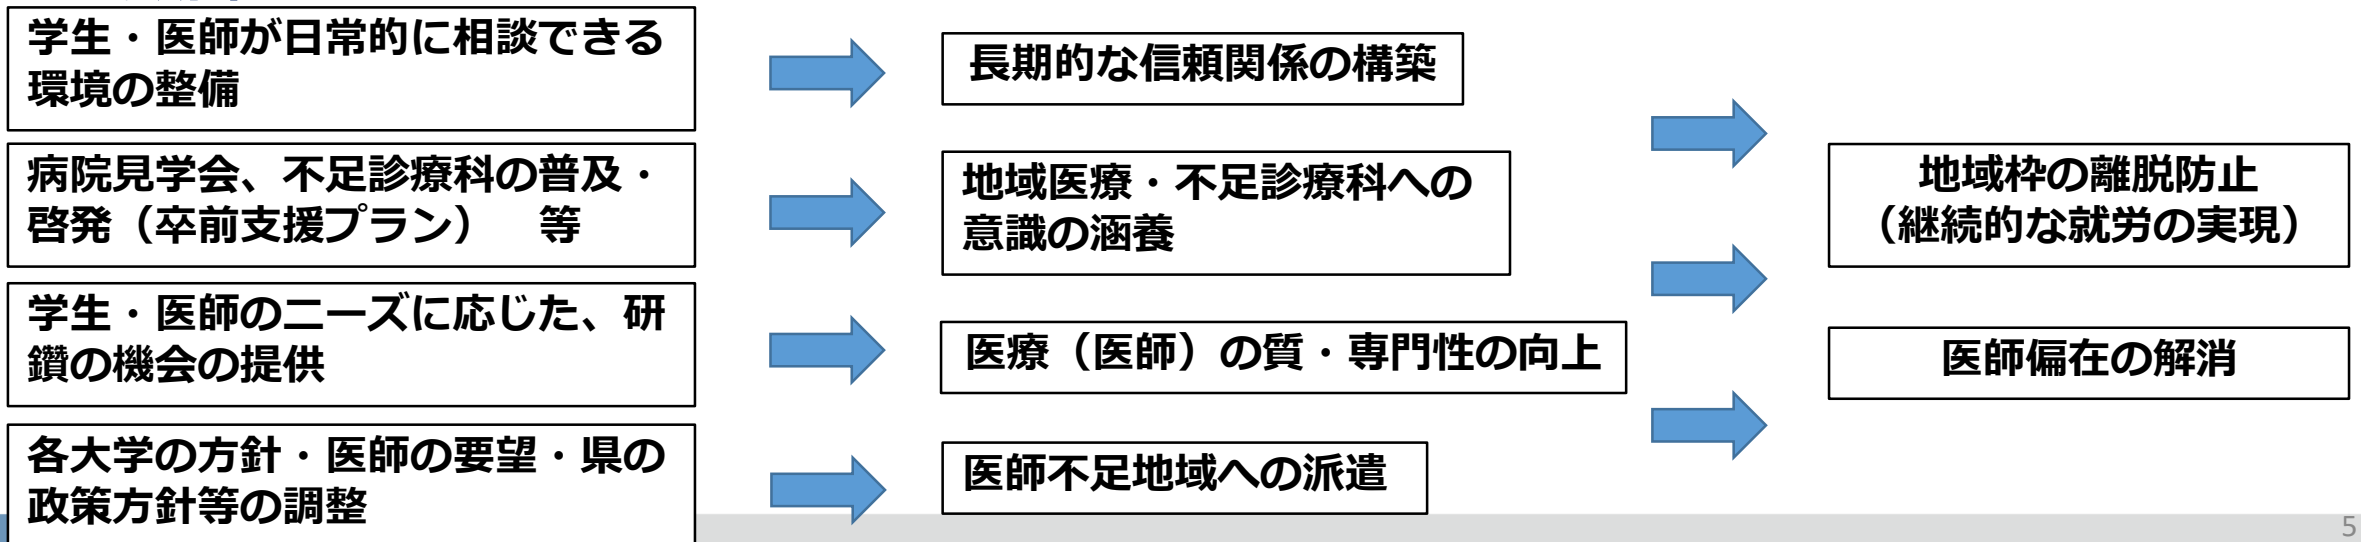 学生・医師が日常的に相談できる
環境の整備
長期的な信頼関係の構築
病院見学会、不足診療科の普及・
啓発（卒前支援プラン）　等
地域医療・不足診療科への
意識の涵養
学生・医師のニーズに応じた、研
鑽の機会の提供
医療（医師）の質・専門性の向上
各大学の方針・医師の要望・県の
政策方針等の調整
医師不足地域への派遣
地域枠の離脱防止
（継続的な就労の実現）
医師偏在の解消
5